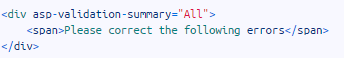 <div asp-validation-summary="All">
    <span>Please correct the following errors</span>
</div>